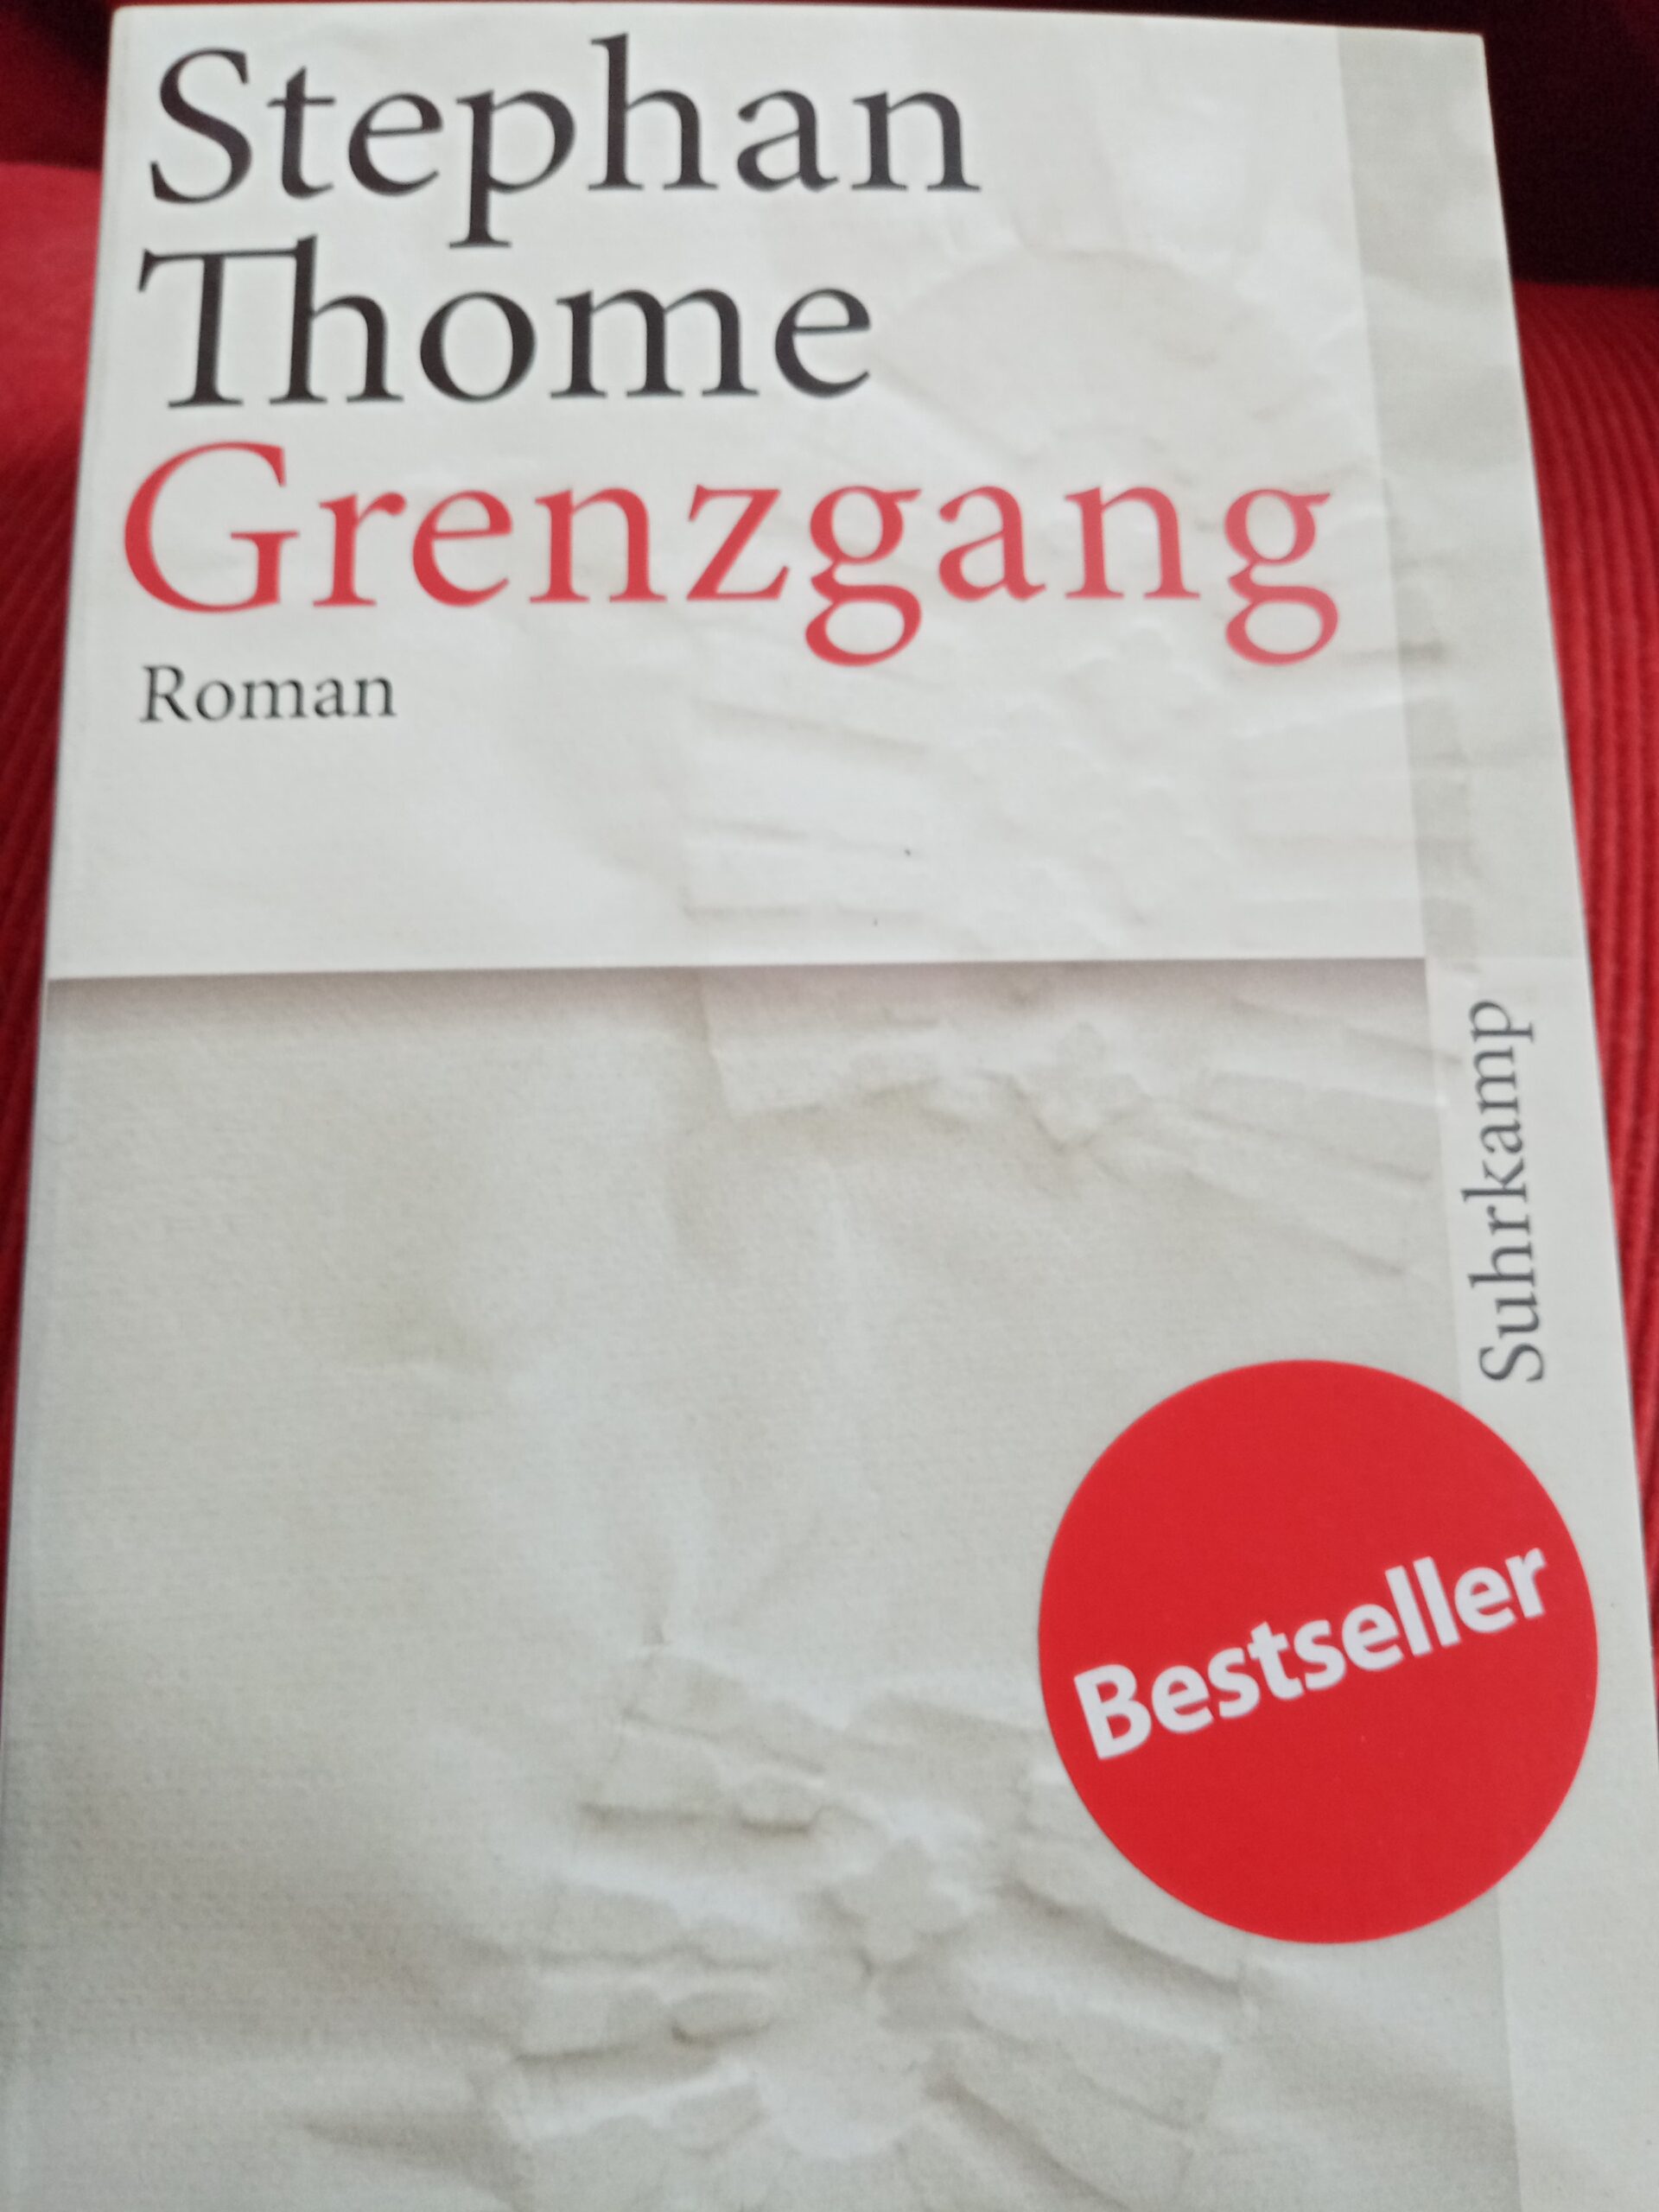 Stephan
Thome
Grenzgang
Roman
Suhrkamp
Bestseller